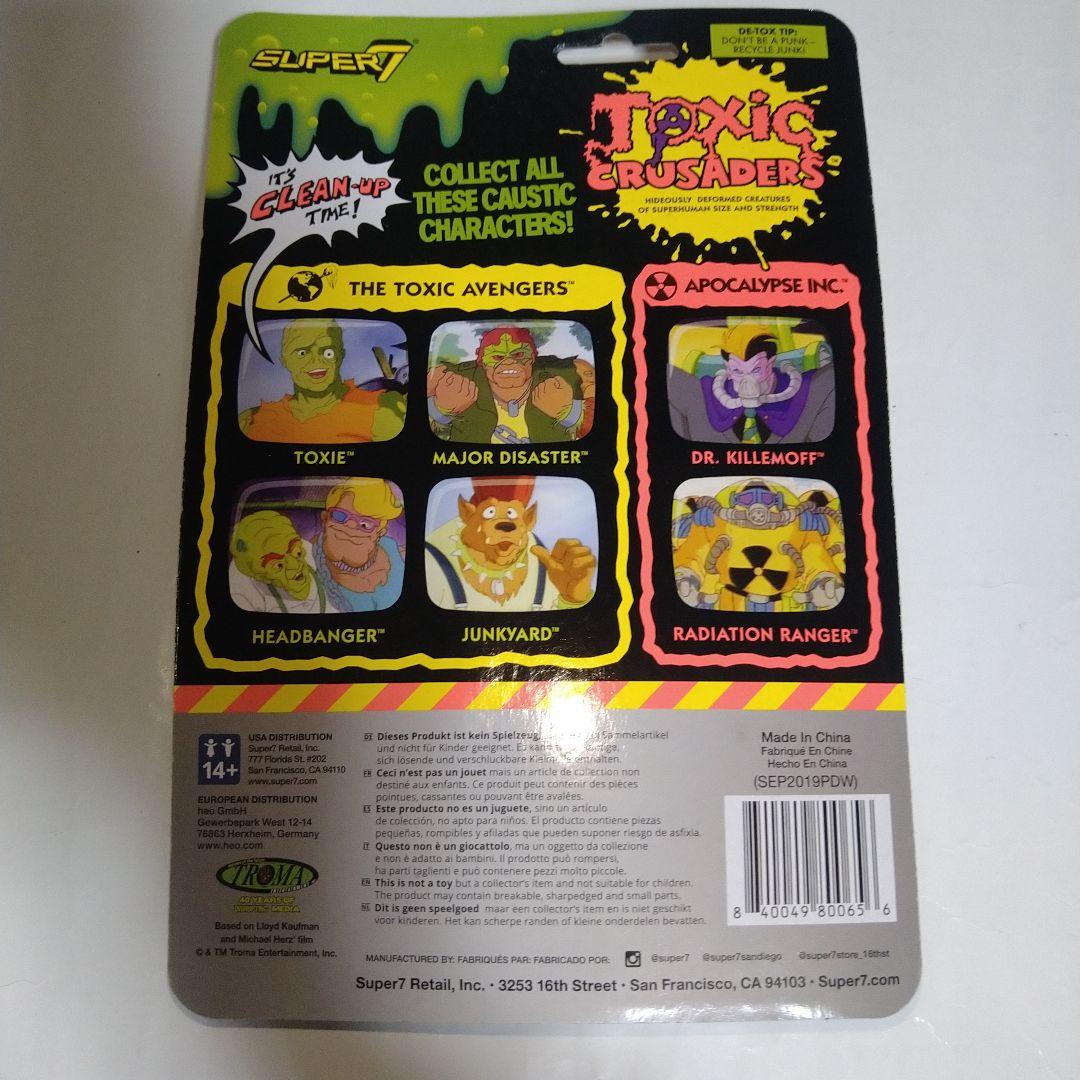 SUPER7
DE-TOX TIP:
DON'T BE A PUNK–
RECYCLE JUNK!
TOXIC
CRUSADERS™
HIDEOUSLY DEFORMED CREATURES
OF SUPERHUMAN SIZE AND STRENGTH
IT'S
CLEAN-UP
TIME!
COLLECT ALL
THESE CAUSTIC
CHARACTERS!
THE TOXIC AVENGERS™
TOXIE™
MAJOR DISASTER™
HEADBANGER™
JUNKYARD™
APOCALYPSE INC.™
DR. KILLEMOFF™
RADIATION RANGER™
14+
USA DISTRIBUTION
Super7 Retail, Inc.
777 Florida St. #202
San Francisco, CA 94110
www.super7.com
EUROPEAN DISTRIBUTION
heo GmbH
Gewerbepark West 12-14
76863 Herxheim, Germany
www.heo.com
TROMA
ENTERTAINMENT
40 YEARS OF
MEDIA
Based on Lloyd Kaufman
and Michael Herz' film
© & TM Troma Entertainment, Inc.
DE Dieses Produkt ist kein Spielzeug, Sammelartikel
und nicht für Kinder geeignet. Es kann
sich lösende und verschluckbare enthalten.
FR Ceci n'est pas un jouet mais un article de collection non
destiné aux enfants. Ce produit peut contenir des pièces
pointues, cassantes ou pouvant être avalées.
ES Este producto no es un juguete, sino un artículo
de colección, no apto para niños. El producto contiene piezas
pequeñas, rompibles y afiladas que pueden suponer riesgo de asfixia.
IT Questo non è un giocattolo, ma un oggetto da collezione
e non è adatto ai bambini. Il prodotto può rompersi,
ha parti taglienti e può contenere pezzi molto piccole.
EN This is not a toy but a collector's item and not suitable for children.
The product may contain breakable, sharpedged and small parts.
NL Dit is geen speelgoed maar een collector's item en is niet geschikt
voor kinderen. Het kan scherpe randen of kleine onderdelen bevatten.
Made In China
Fabriqué En Chine
Hecho En China
(SEP2019PDW)
8 40049 80065 6
MANUFACTURED BY: FABRIQUÉS PAR: FABRICADO POR:
@super7 @super7sandiego @super7store_16thst
Super7 Retail, Inc. • 3253 16th Street • San Francisco, CA 94103 • Super7.com